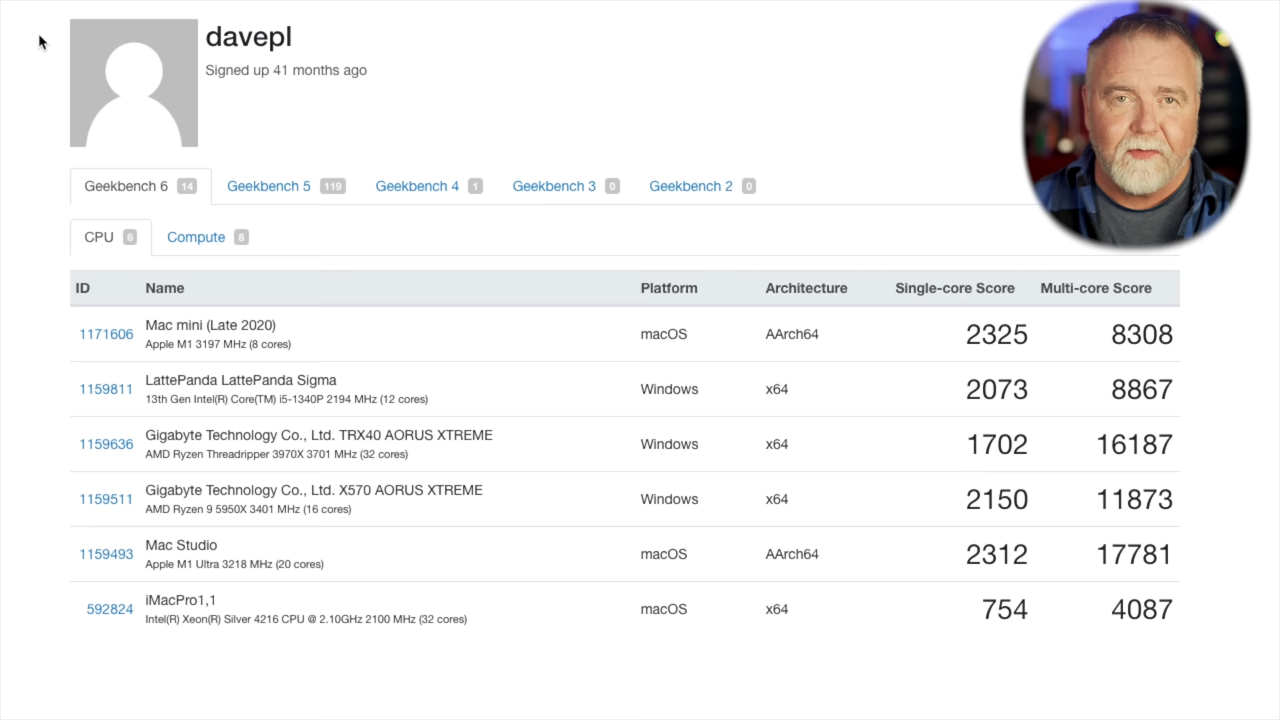 davepl
Signed up 41 months ago
Geekbench 6 14 Geekbench 5 119 Geekbench 4 1 Geekbench 3 0 Geekbench 2 0
CPU 6 Compute 8
ID Name Platform Architecture Single-core Score Multi-core Score
1171606 Mac mini (Late 2020) macOS AArch64 2325 8308
Apple M1 3197 MHz (8 cores)
1159811 LattePanda LattePanda Sigma Windows x64 2073 8867
13th Gen Intel(R) Core(TM) i5-1340P 2194 MHz (12 cores)
1159636 Gigabyte Technology Co., Ltd. TRX40 AORUS XTREME Windows x64 1702 16187
AMD Ryzen Threadripper 3970X 3701 MHz (32 cores)
1159511 Gigabyte Technology Co., Ltd. X570 AORUS XTREME Windows x64 2150 11873
AMD Ryzen 9 5950X 3401 MHz (16 cores)
1159493 Mac Studio macOS AArch64 2312 17781
Apple M1 Ultra 3218 MHz (20 cores)
592824 iMacPro1,1 macOS x64 754 4087
Intel(R) Xeon(R) Silver 4216 CPU @ 2.10GHz 2100 MHz (32 cores)